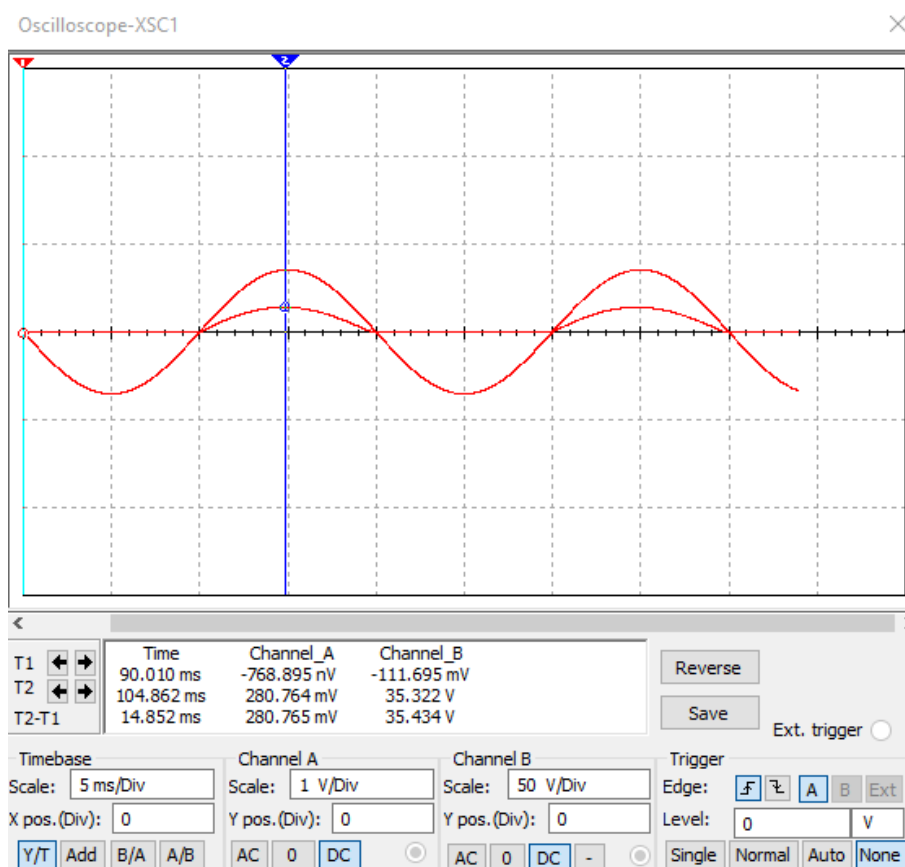 Oscilloscope-XSC1
1 2
T1
T2
T2-T1
Time Channel_A Channel_B
90.010 ms -768.895 nV -111.695 mV
104.862 ms 280.764 mV 35.322 V
14.852 ms 280.765 mV 35.434 V
Reverse
Save
Ext. trigger
Timebase
Scale: 5 ms/Div
X pos.(Div): 0
Y/T Add B/A A/B
Channel A
Scale: 1 V/Div
Y pos.(Div): 0
AC 0 DC
Channel B
Scale: 50 V/Div
Y pos.(Div): 0
AC 0 DC -
Trigger
Edge: A B Ext
Level: 0 V
Single Normal Auto None